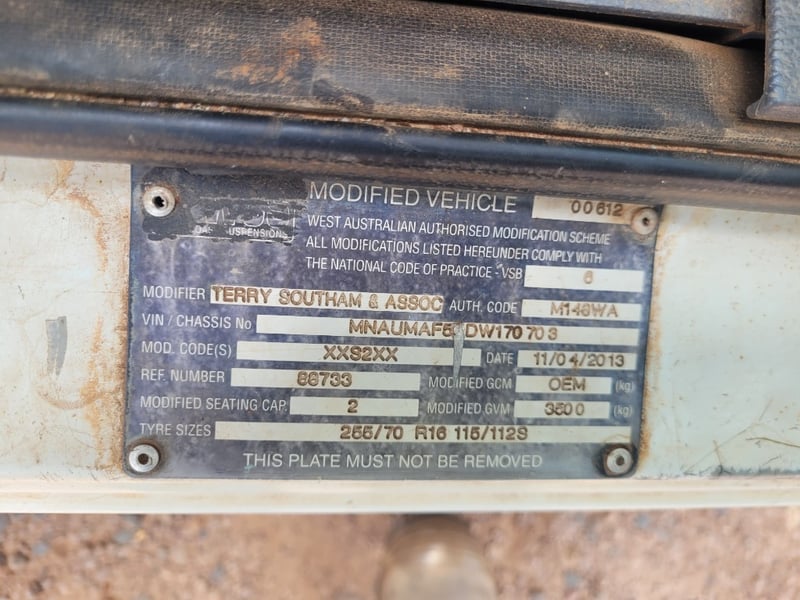 MODIFIED VEHICLE 00612
WEST AUSTRALIAN AUTHORISED MODIFICATION SCHEME
ALL MODIFICATIONS LISTED HEREUNDER COMPLY WITH
THE NATIONAL CODE OF PRACTICE - VSB 6
MODIFIER TERRY SOUTHAM & ASSOC AUTH. CODE M146WA
VIN / CHASSIS No
MOD. CODE(S) XXS2XX DATE 11/04/2013
REF. NUMBER 88733 MODIFIED GCM OEM (kg)
MODIFIED SEATING CAP. 2 MODIFIED GVM 3500 (kg)
TYRE SIZES 255/70 R16 115/112S
THIS PLATE MUST NOT BE REMOVED